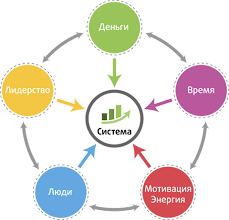 Деньги
Лидерство
Время
Система
Люди
Мотивация
Энергия